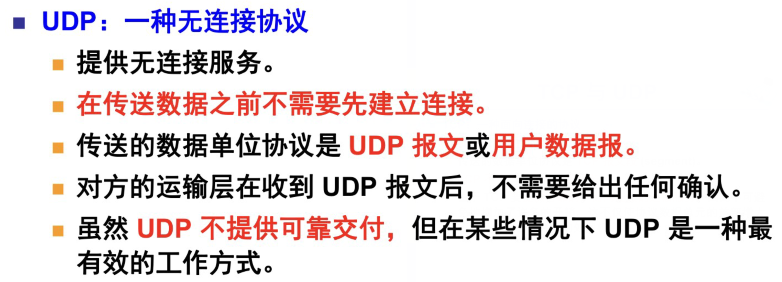 UDP：一种无连接协议
提供无连接服务。
在传送数据之前不需要先建立连接。
传送的数据单位协议是 UDP 报文或用户数据报。
对方的运输层在收到 UDP 报文后，不需要给出任何确认。
虽然 UDP 不提供可靠交付，但在某些情况下 UDP 是一种最
有效的工作方式。